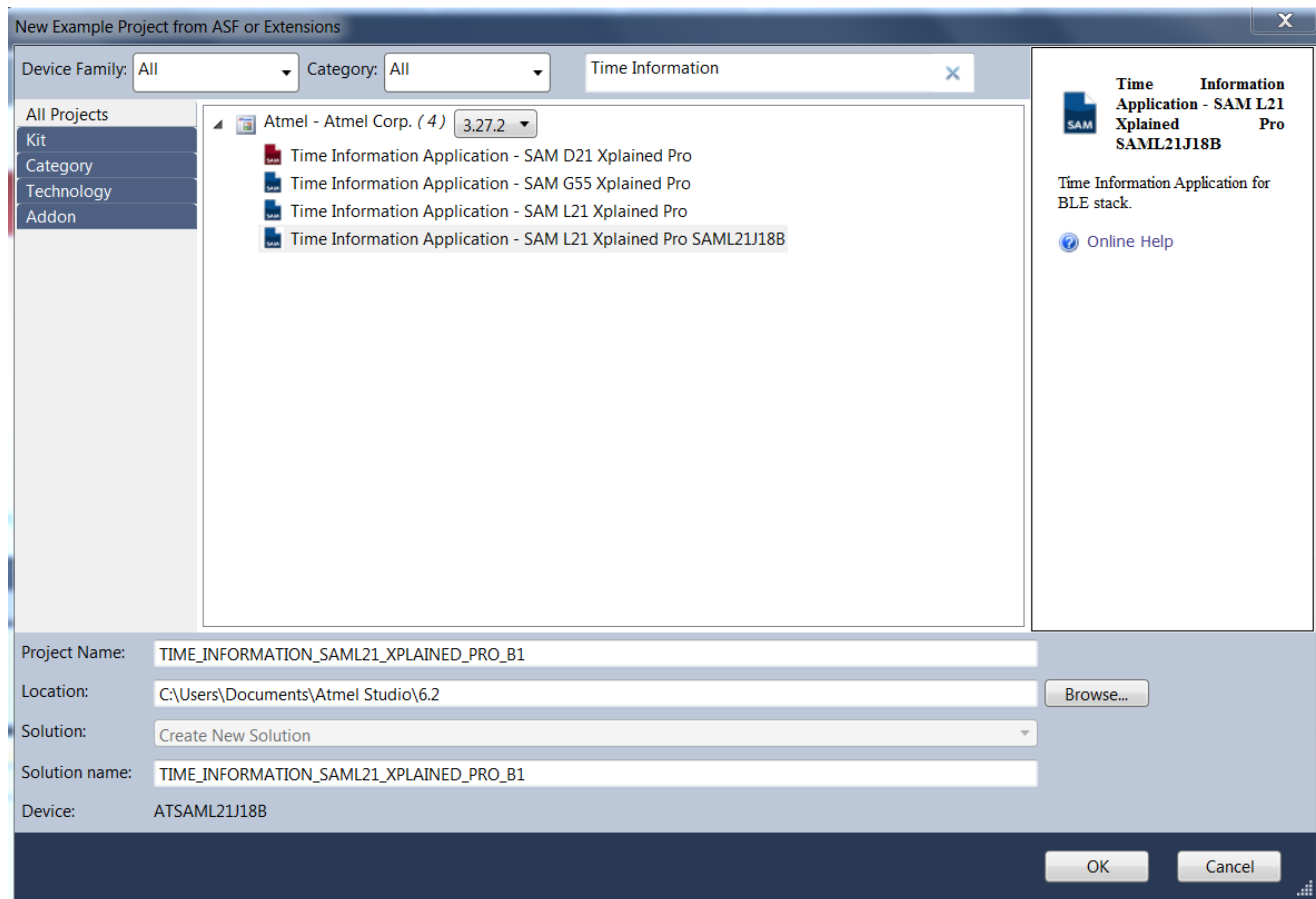 New Example Project from ASF or Extensions
X
Device Family: All Category: All Time Information
All Projects
Kit
Category
Technology
Addon
Atmel - Atmel Corp. (4) 3.27.2
SAM Time Information Application - SAM D21 Xplained Pro
SAM Time Information Application - SAM G55 Xplained Pro
SAM Time Information Application - SAM L21 Xplained Pro
SAM Time Information Application - SAM L21 Xplained Pro SAML21J18B
SAM
Time Information
Application - SAM L21
Xplained Pro
SAML21J18B
Time Information Application for
BLE stack.
? Online Help
Project Name: TIME_INFORMATION_SAML21_XPLAINED_PRO_B1
Location: C:\Users\Documents\Atmel Studio\6.2 Browse...
Solution: Create New Solution
Solution name: TIME_INFORMATION_SAML21_XPLAINED_PRO_B1
Device: ATSAML21J18B
OK Cancel